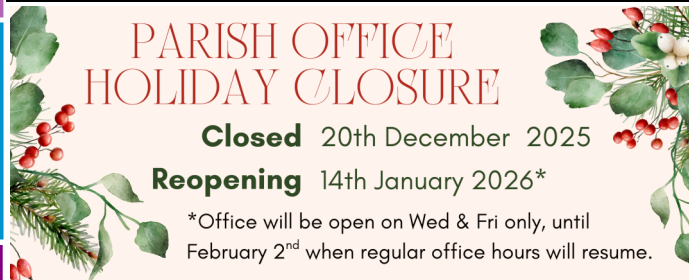 PARISH OFFICE
HOLIDAY CLOSURE
Closed 20th December 2025
Reopening 14th January 2026*
*Office will be open on Wed & Fri only, until
February 2nd when regular office hours will resume.